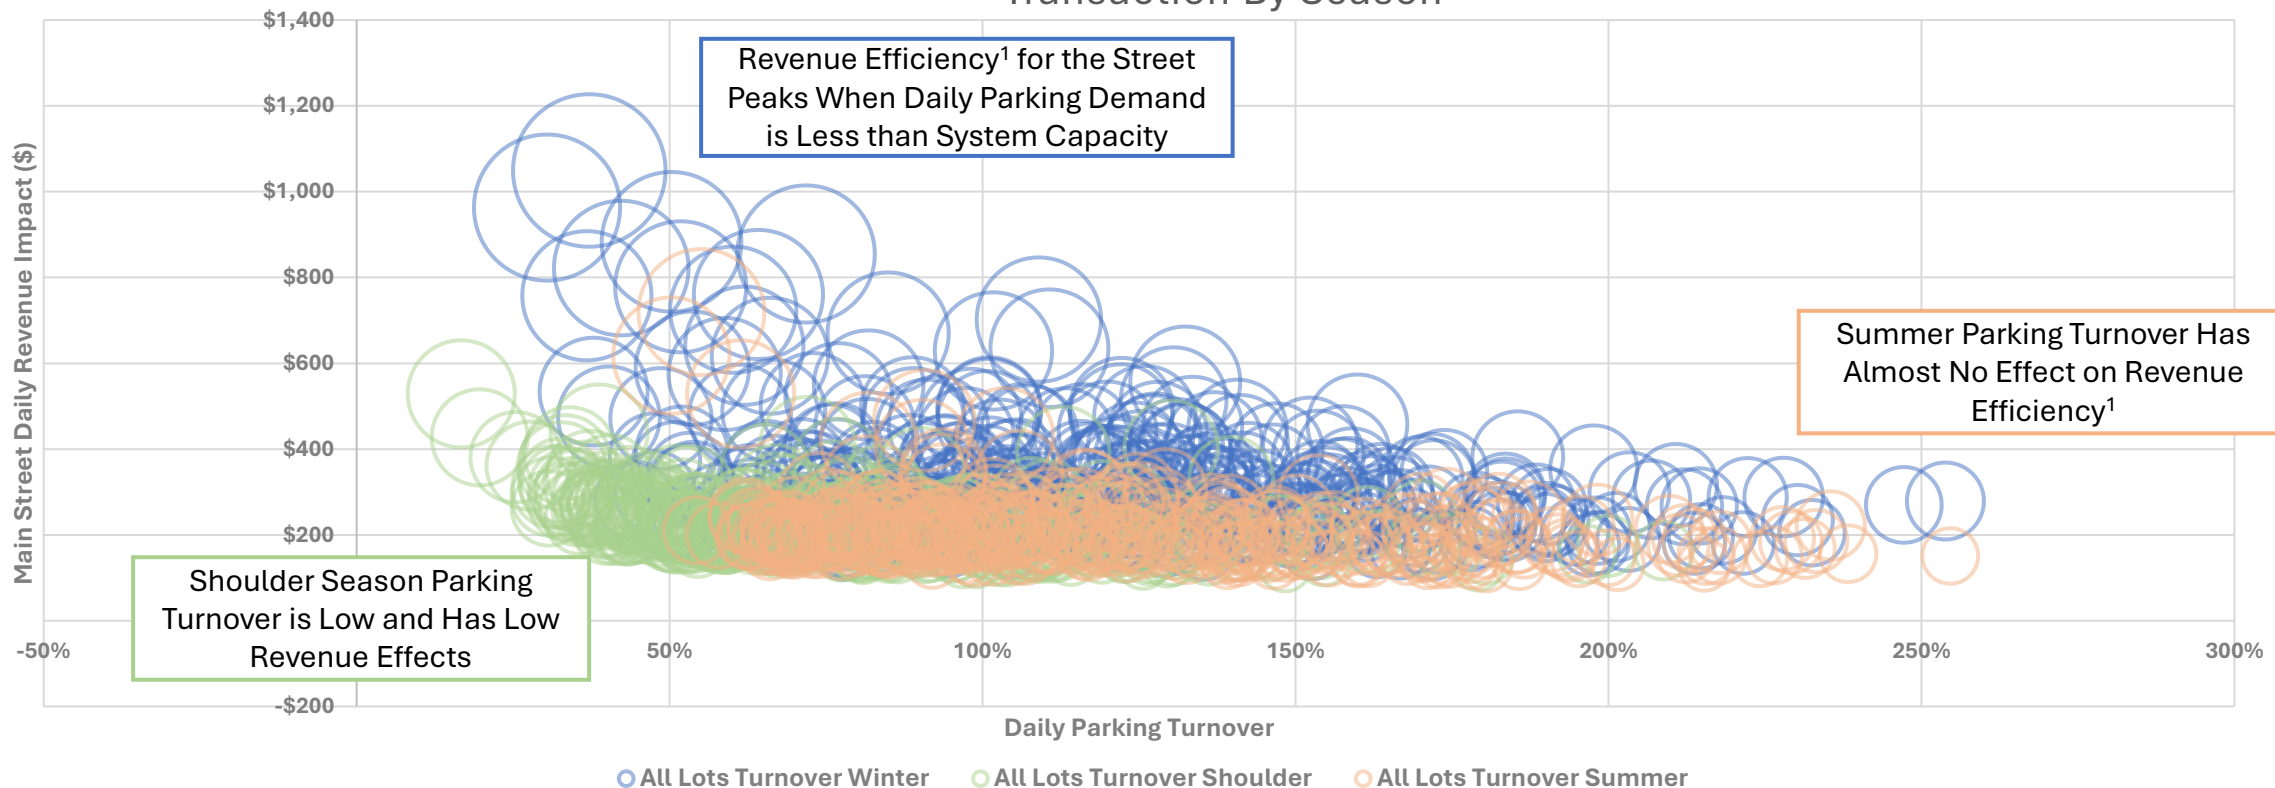 Transaction By Season
$1,400
$1,200
$1,000
$800
$600
$400
$200
-$200
Main Street Daily Revenue Impact ($)
Revenue Efficiency¹ for the Street
Peaks When Daily Parking Demand
is Less than System Capacity
Summer Parking Turnover Has
Almost No Effect on Revenue
Efficiency¹
Shoulder Season Parking
Turnover is Low and Has Low
Revenue Effects
-50% 50% 100% 150% 200% 250% 300%
Daily Parking Turnover
All Lots Turnover Winter All Lots Turnover Shoulder All Lots Turnover Summer